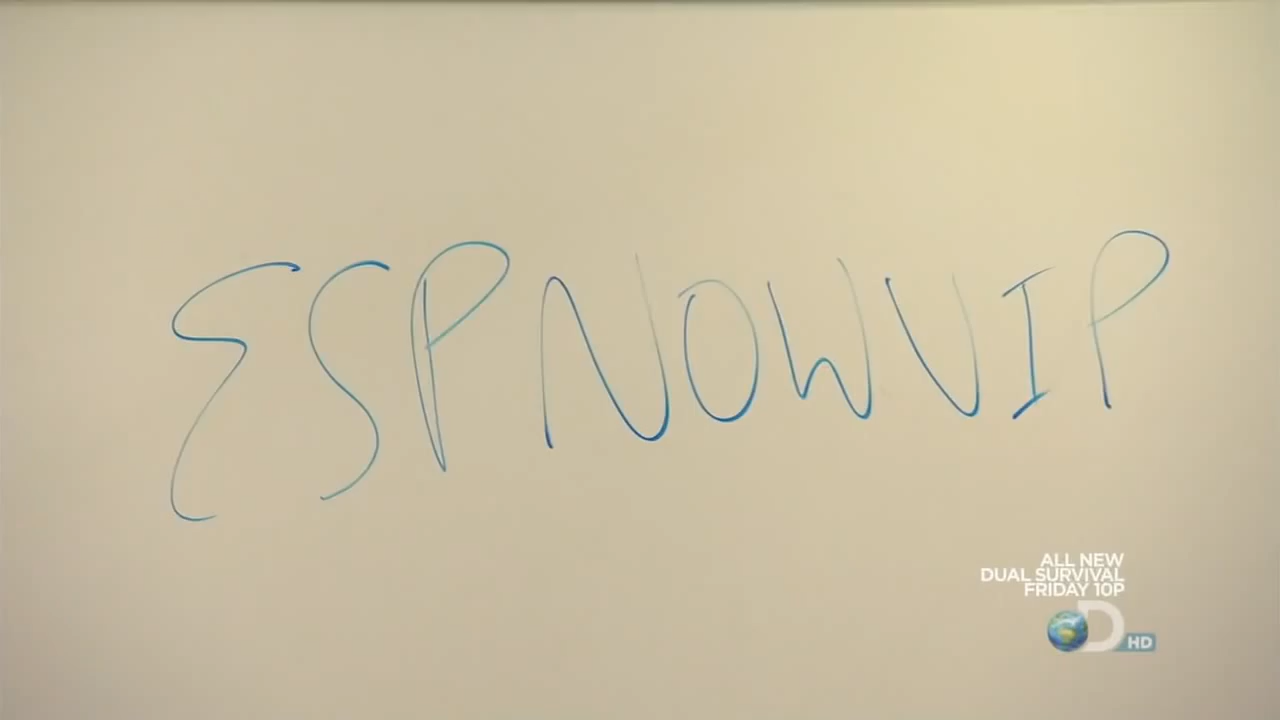 ESPNOWVIP
ALL NEW
DUAL SURVIVAL
FRIDAY 10P
D HD